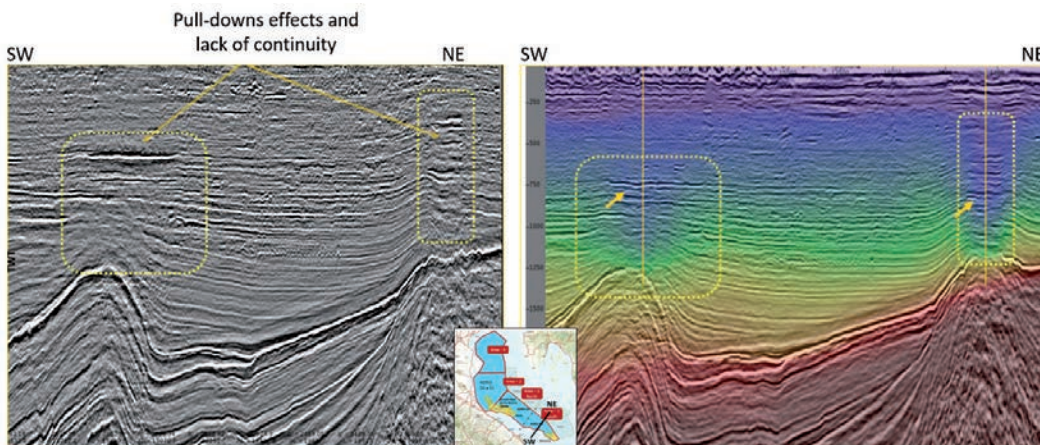 Pull-downs effects and
lack of continuity
SW
NE
SW
NE
-250
-500
-750
-1000
-1250
-1500
NE
SW